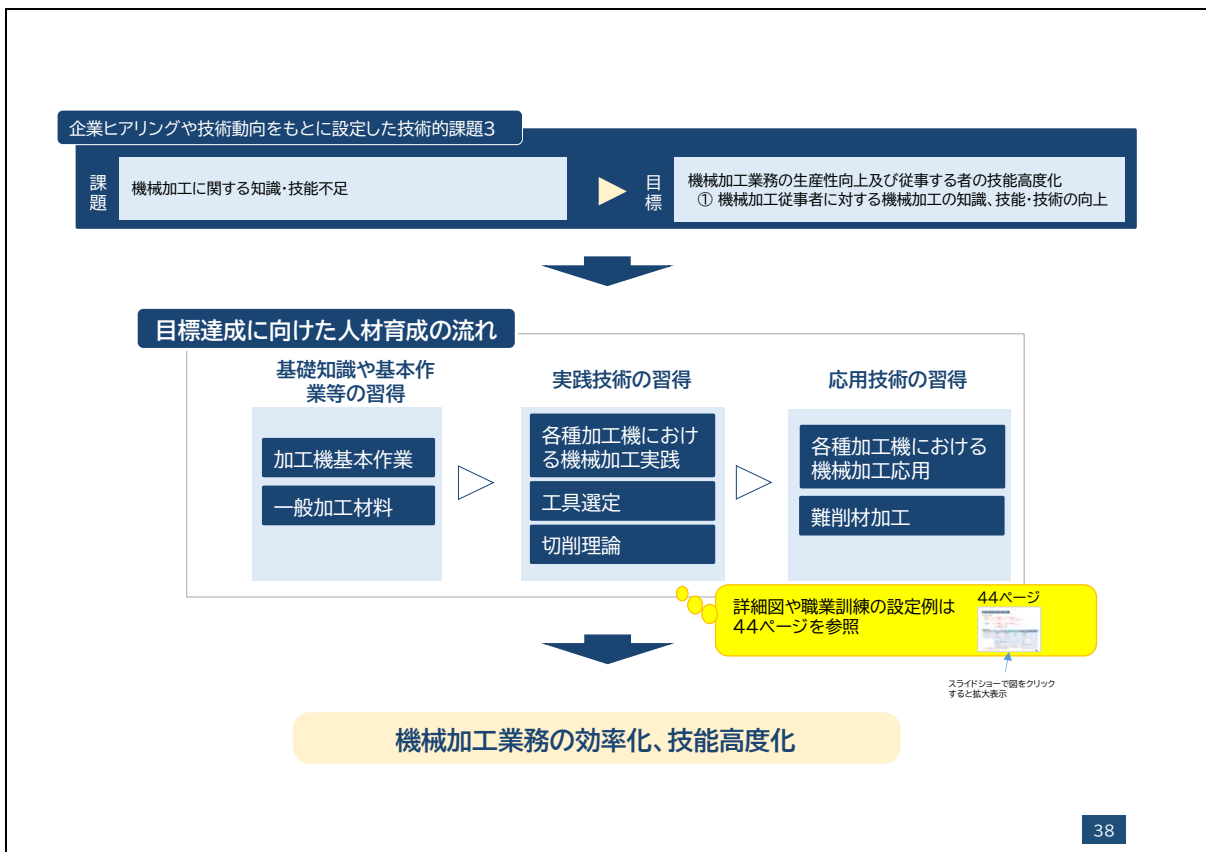 企業ヒアリングや技術動向をもとに設定した技術的課題3
課題
機械加工に関する知識・技能不足
目標
機械加工業務の生産性向上及び従事する者の技能高度化
① 機械加工従事者に対する機械加工の知識、技能・技術の向上
目標達成に向けた人材育成の流れ
基礎知識や基本作
業等の習得
加工機基本作業
一般加工材料
実践技術の習得
各種加工機におけ
る機械加工実践
工具選定
切削理論
応用技術の習得
各種加工機における
機械加工応用
難削材加工
詳細図や職業訓練の設定例は
44ページを参照
44ページ
スライドショーで図をクリック
すると拡大表示
機械加工業務の効率化、技能高度化
38